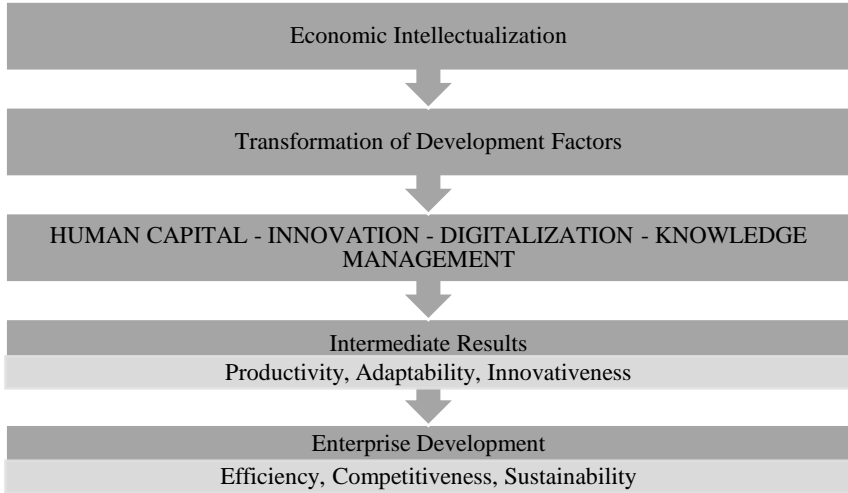 Economic Intellectualization
Transformation of Development Factors
HUMAN CAPITAL - INNOVATION - DIGITALIZATION - KNOWLEDGE
MANAGEMENT
Intermediate Results
Productivity, Adaptability, Innovativeness
Enterprise Development
Efficiency, Competitiveness, Sustainability